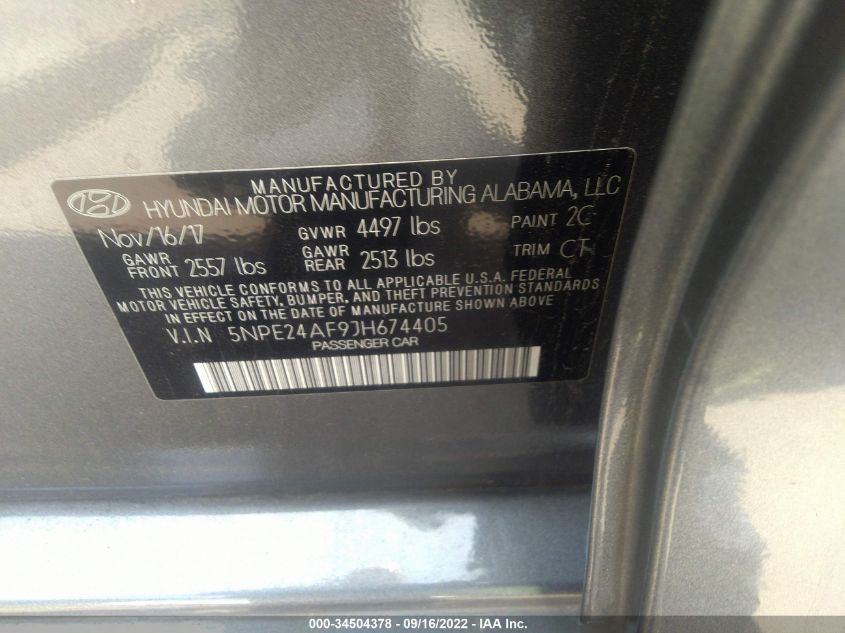 MANUFACTURED BY
HYUNDAI MOTOR MANUFACTURING ALABAMA, LLC
Nov/16/17 GVWR 4497 lbs PAINT 2C
GAWR FRONT 2557 lbs GAWR REAR 2513 lbs TRIM CT
THIS VEHICLE CONFORMS TO ALL APPLICABLE U.S.A. FEDERAL
MOTOR VEHICLE SAFETY, BUMPER, AND THEFT PREVENTION STANDARDS
IN EFFECT ON THE DATE OF MANUFACTURE SHOWN ABOVE
V.I.N 5NPE24AF9JH674405
PASSENGER CAR
000-34504378 - 09/16/2022 - IAA Inc.